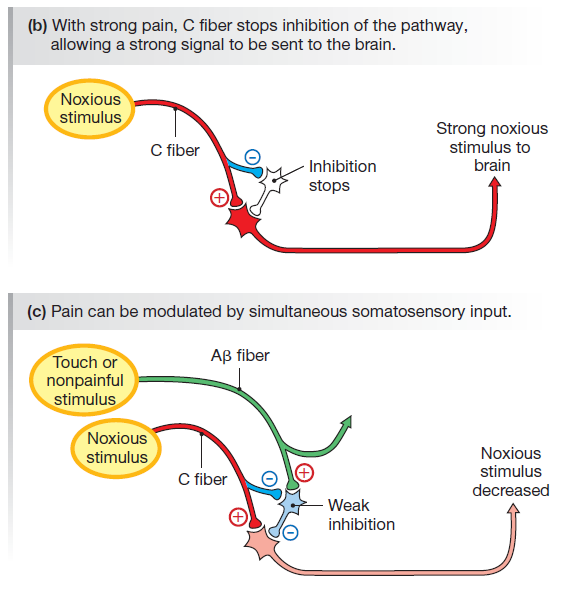 (b) With strong pain, C fiber stops inhibition of the pathway,
allowing a strong signal to be sent to the brain.
Noxious
stimulus
C fiber
−
Inhibition
stops
+
Strong noxious
stimulus to
brain
(c) Pain can be modulated by simultaneous somatosensory input.
Touch or
nonpainful
stimulus
Aβ fiber
Noxious
stimulus
C fiber
−
+
+
−
Weak
inhibition
Noxious
stimulus
decreased